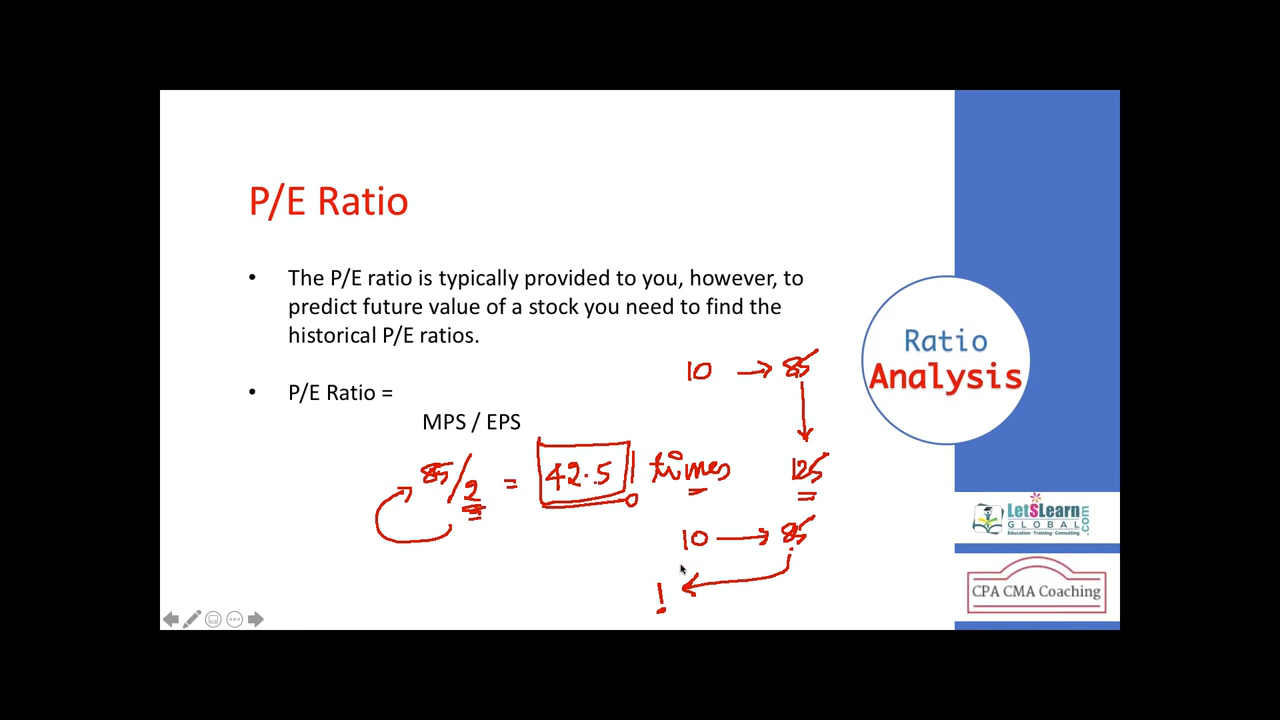 P/E Ratio
• The P/E ratio is typically provided to you, however, to
predict future value of a stock you need to find the
historical P/E ratios.
10 → 85
• P/E Ratio =
MPS / EPS
85/2 = 42.5 times
125
10 → 85
!
Ratio
Analysis
LetSLearn
GLOBAL.com
Education.Training.Consulting.
CPA CMA Coaching